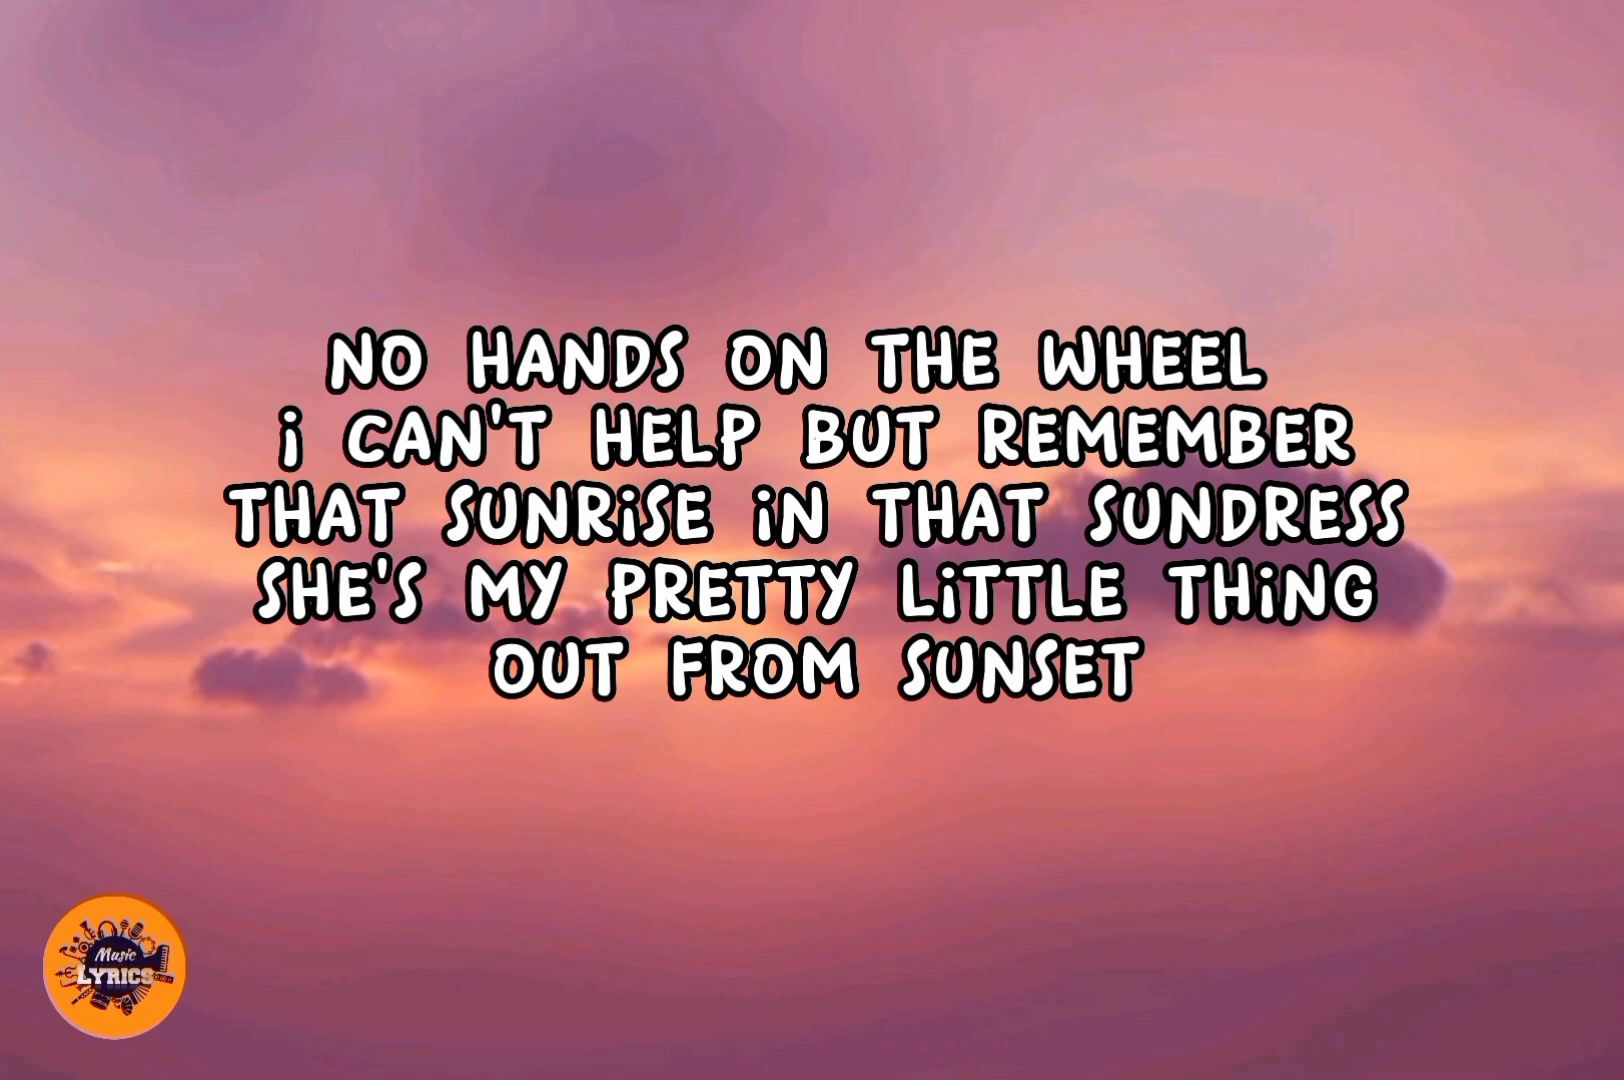 NO HANDS ON THE WHEEL
i CAN'T HELP BUT REMEMBER
THAT SUNRiSE iN THAT SUNDRESS
SHE'S MY PRETTY LiTTLE THiNG
OUT FROM SUNSET
Music
LYRICS